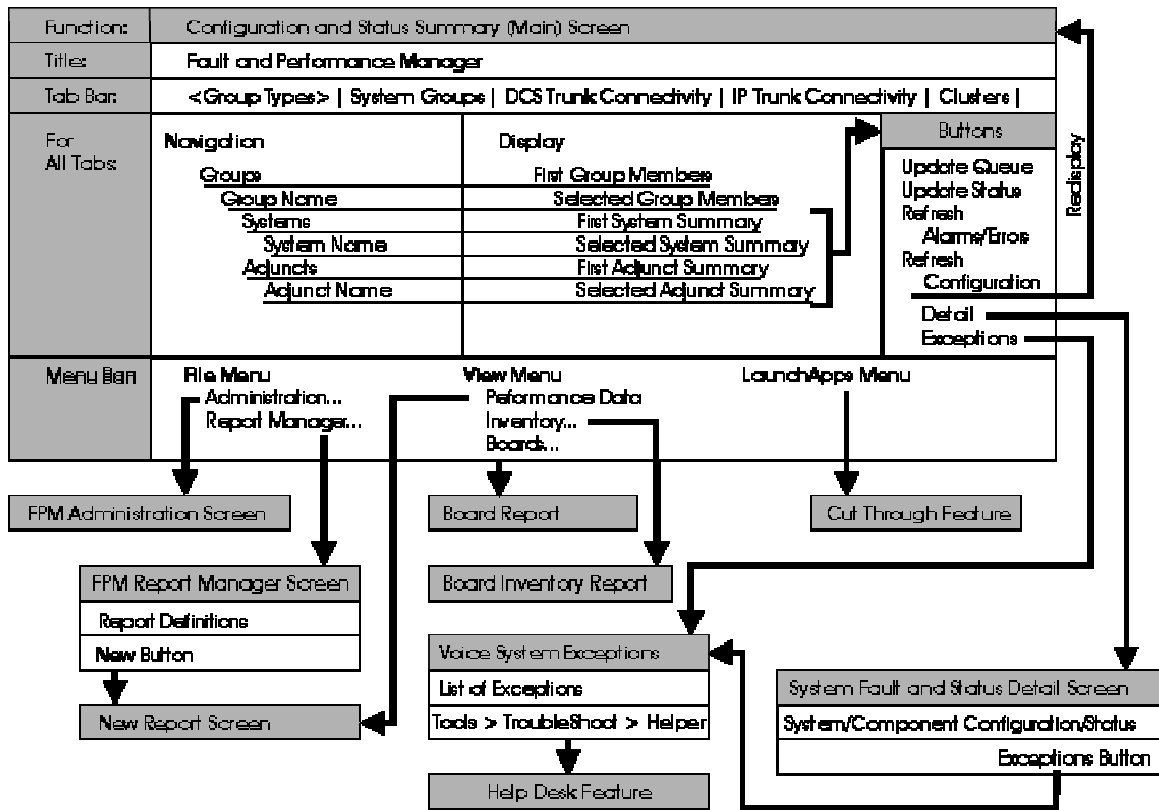 Function: Configuration and Status Summary (Main) Screen
Title: Fault and Performance Manager
Tab Bar: <Group Types> | System Groups | DCS Trunk Connectivity | IP Trunk Connectivity | Clusters |
For
All Tabs:
Navigation
Display
Groups
First Group Members
Group Name
Selected Group Members
Systems
First System Summary
System Name
Selected System Summary
Adjuncts
First Adjunct Summary
Adjunct Name
Selected Adjunct Summary
Buttons
Update Queue
Update Status
Refresh
Alarms/Errors
Refresh
Configuration
Detail
Exceptions
Redisplay
Menu Bar:
File Menu
Administration...
Report Manager...
View Menu
Peformance Data
Inventory...
Boards...
LaunchApps Menu
FPM Administration Screen
Board Report
Cut Through Feature
FPM Report Manager Screen
Report Definitions
New Button
New Report Screen
Board Inventory Report
Voice System Exceptions
List of Exceptions
Tools > TroubleShoot > Helper
Help Desk Feature
System Fault and Status Detail Screen
System/Component Configuration/Status
Exceptions Button